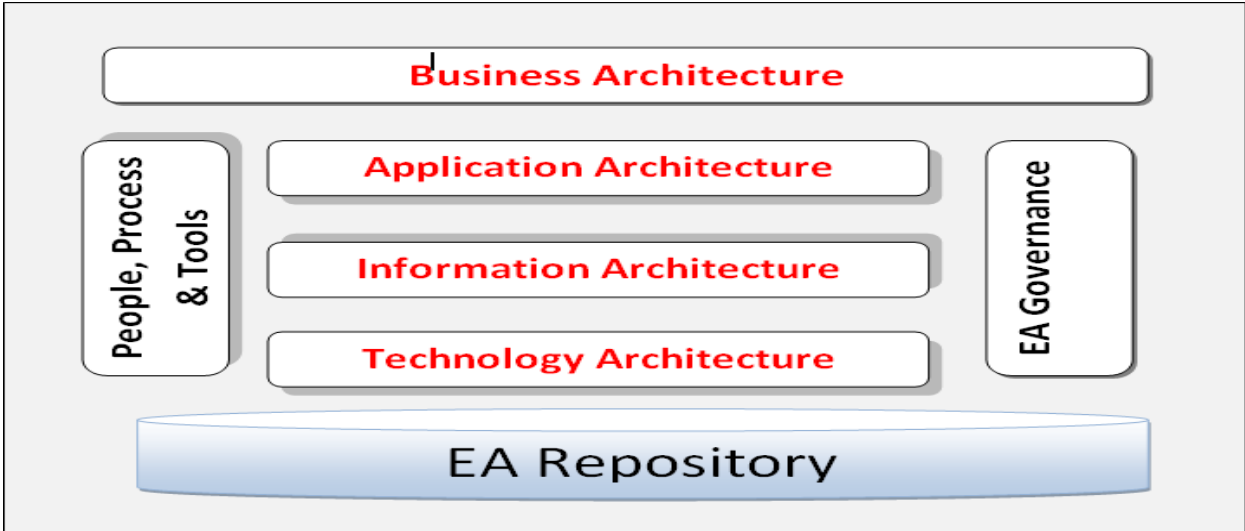 Business Architecture
People, Process
& Tools
Application Architecture
Information Architecture
Technology Architecture
EA Governance
EA Repository